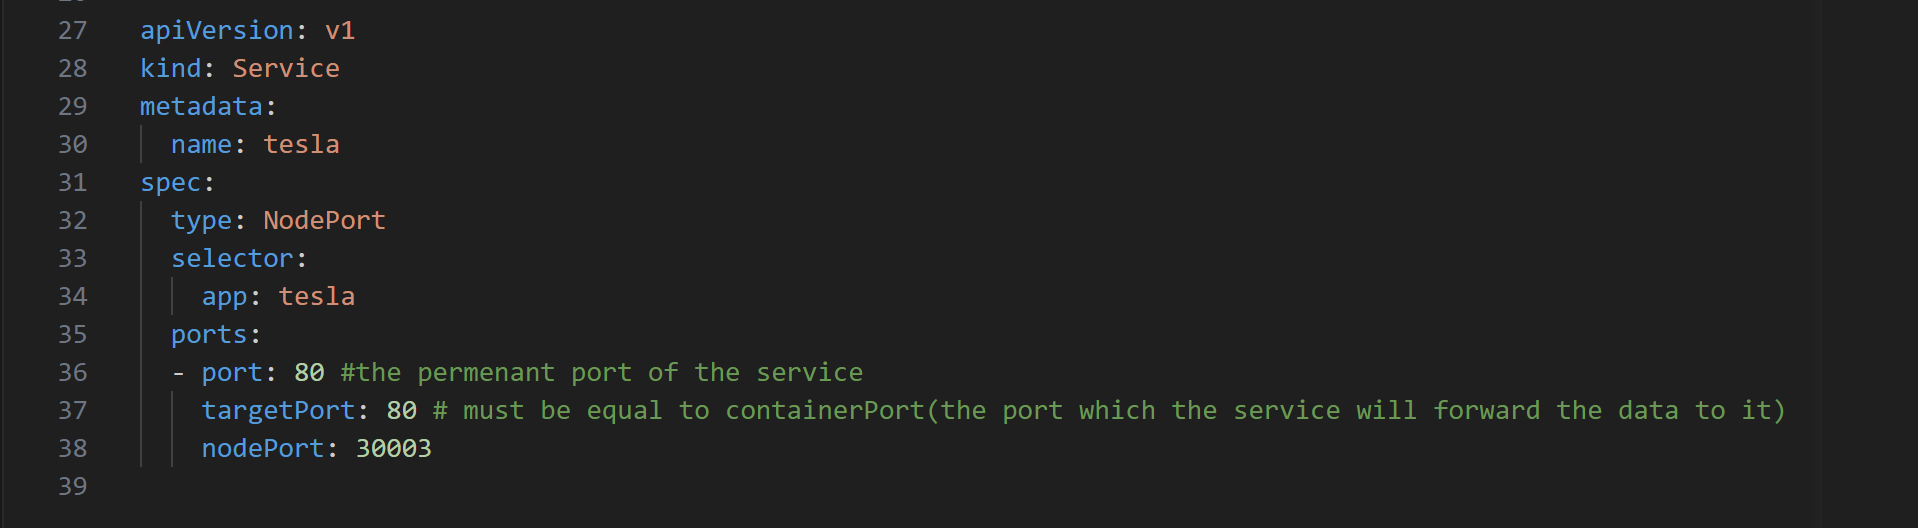 27 apiVersion: v1
28 kind: Service
29 metadata:
30   name: tesla
31 spec:
32   type: NodePort
33   selector:
34     app: tesla
35   ports:
36   - port: 80 #the permenant port of the service
37     targetPort: 80 # must be equal to containerPort(the port which the service will forward the data to it)
38     nodePort: 30003
39